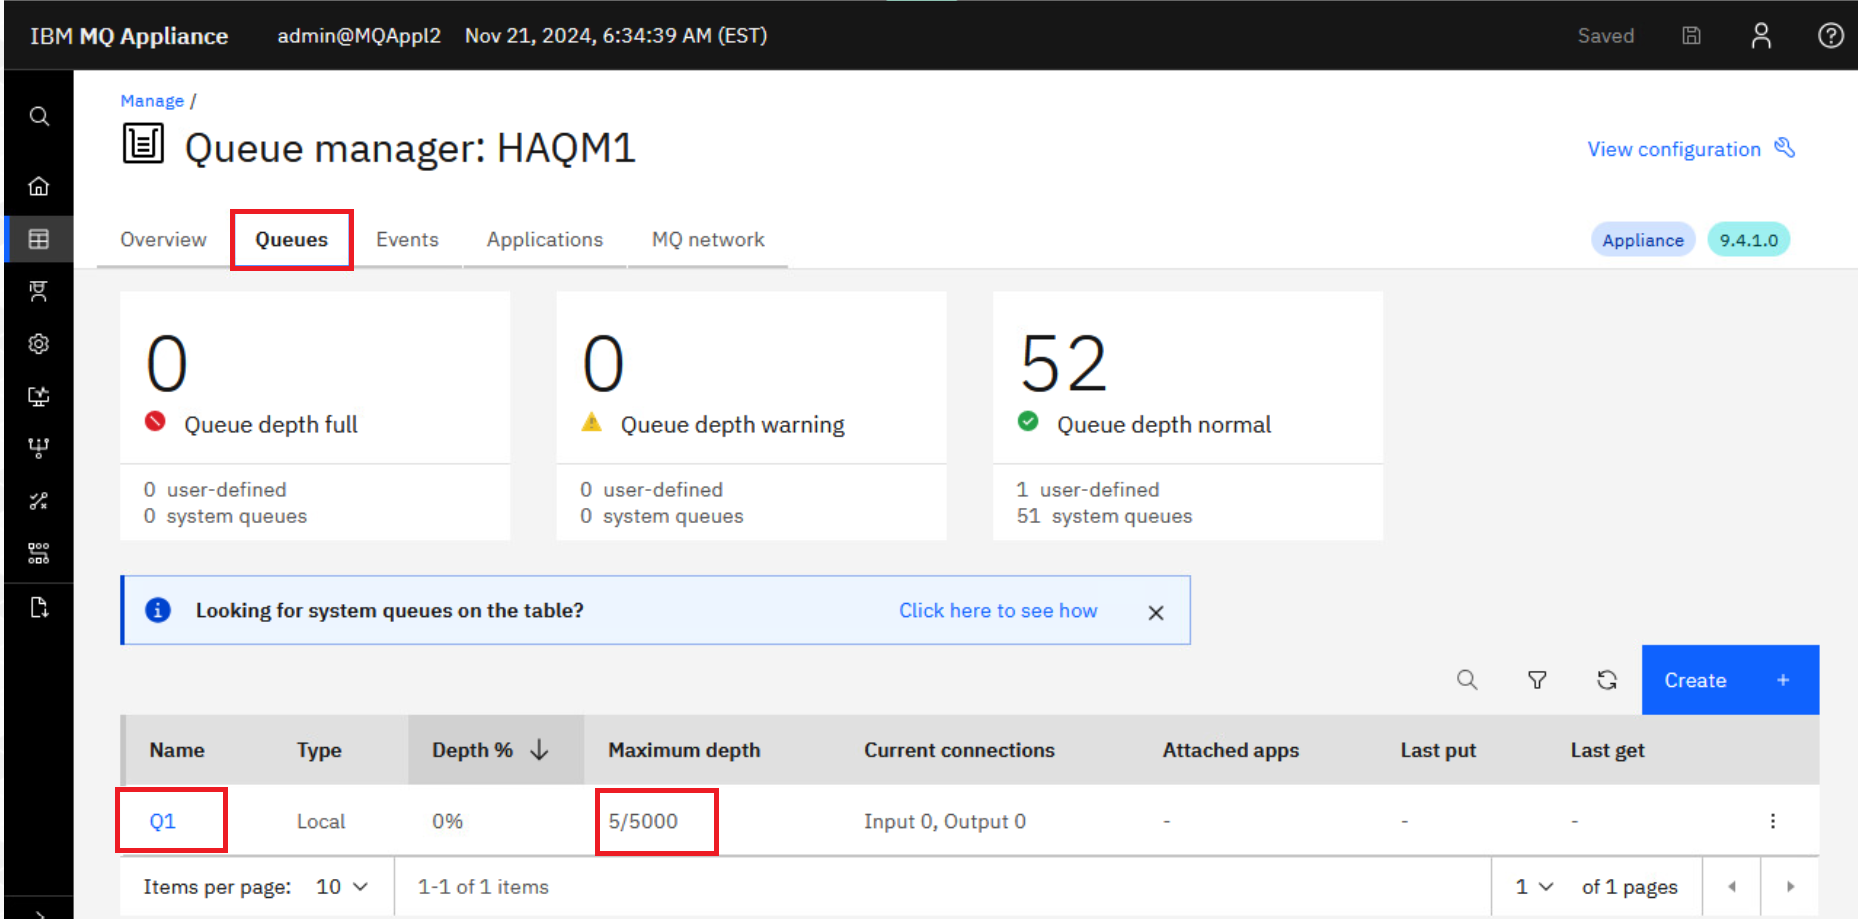 IBM MQ Appliance admin@MQAppl2 Nov 21, 2024, 6:34:39 AM (EST) Saved
Manage /
Queue manager: HAQM1
View configuration
Overview Queues Events Applications MQ network
Appliance 9.4.1.0
0 0 52
Queue depth full Queue depth warning Queue depth normal
0 user-defined 0 user-defined 1 user-defined
0 system queues 0 system queues 51 system queues
Looking for system queues on the table? Click here to see how
Create +
Name Type Depth % Maximum depth Current connections Attached apps Last put Last get
Q1 Local 0% 5/5000 Input 0, Output 0 - - -
Items per page: 10 1-1 of 1 items 1 of 1 pages